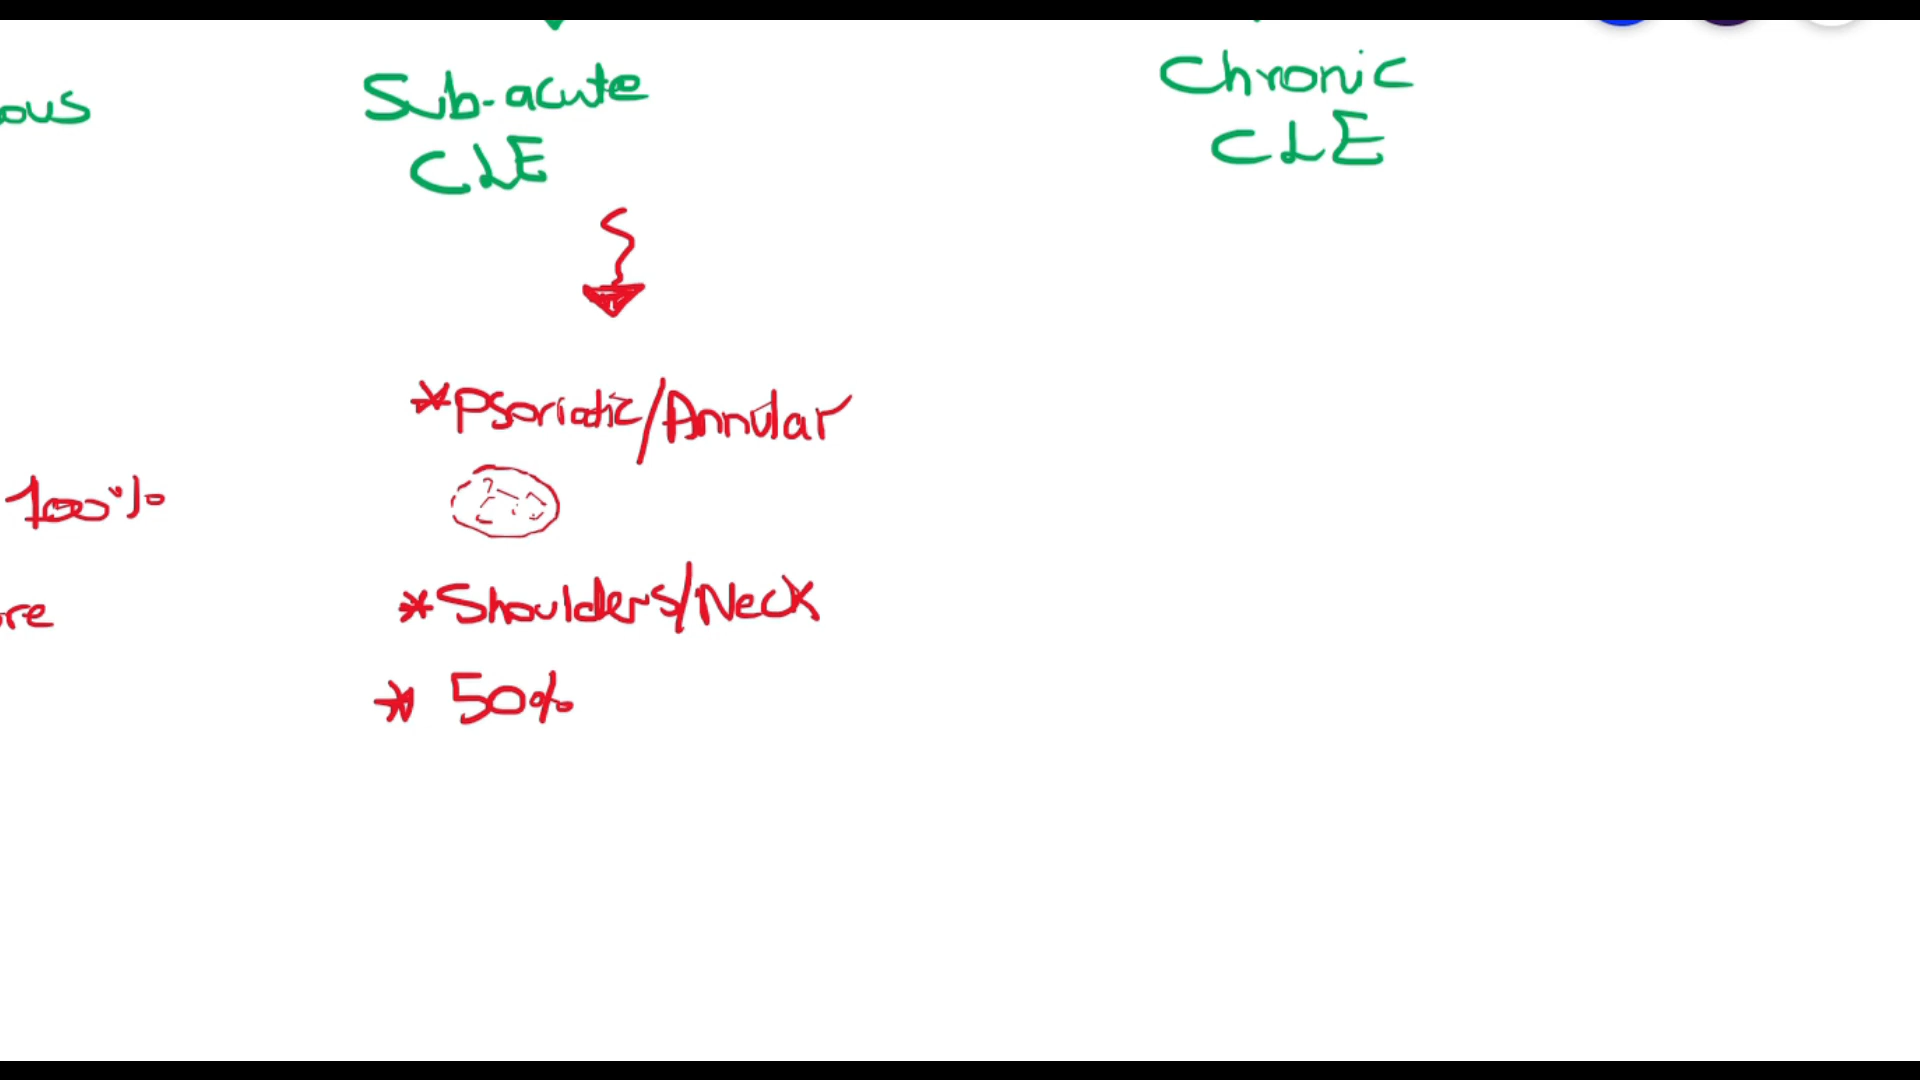 ous
Sub-acute
CLE
Chronic
CLE
*Psoriatic/Annular
100%
*Shoulders/Neck
re
* 50%